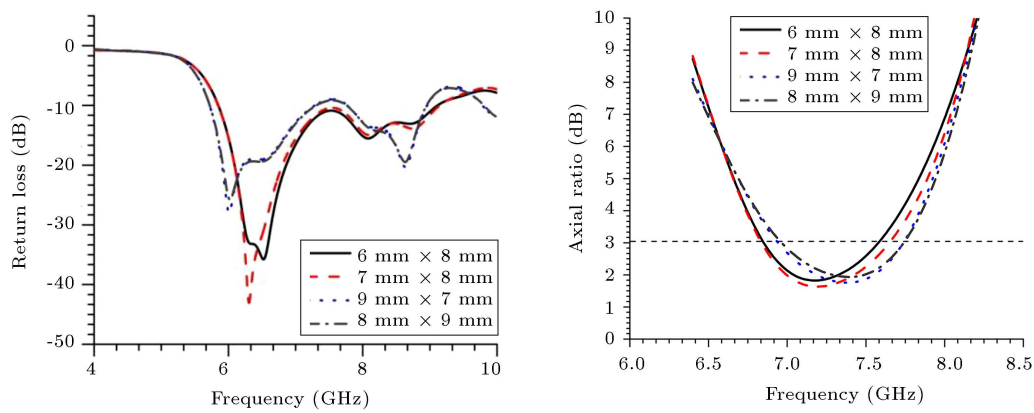 0
-10
-20
-30
-40
-50
Return loss (dB)
6 mm × 8 mm
7 mm × 8 mm
9 mm × 7 mm
8 mm × 9 mm
4
6
8
10
Frequency (GHz)
10
9
8
7
6
5
4
3
2
1
0
Axial ratio (dB)
6 mm × 8 mm
7 mm × 8 mm
9 mm × 7 mm
8 mm × 9 mm
6.0
6.5
7.0
7.5
8.0
8.5
Frequency (GHz)